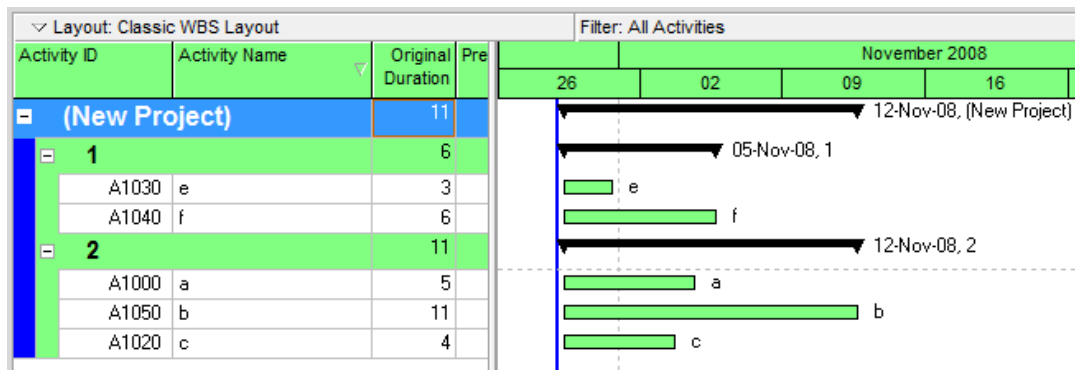 Layout: Classic WBS Layout Filter: All Activities
Activity ID Activity Name Original Duration Pre November 2008
26 02 09 16
(New Project) 11 12-Nov-08, (New Project)
1 6 05-Nov-08, 1
A1030 e 3 e
A1040 f 6 f
2 11 12-Nov-08, 2
A1000 a 5 a
A1050 b 11 b
A1020 c 4 c